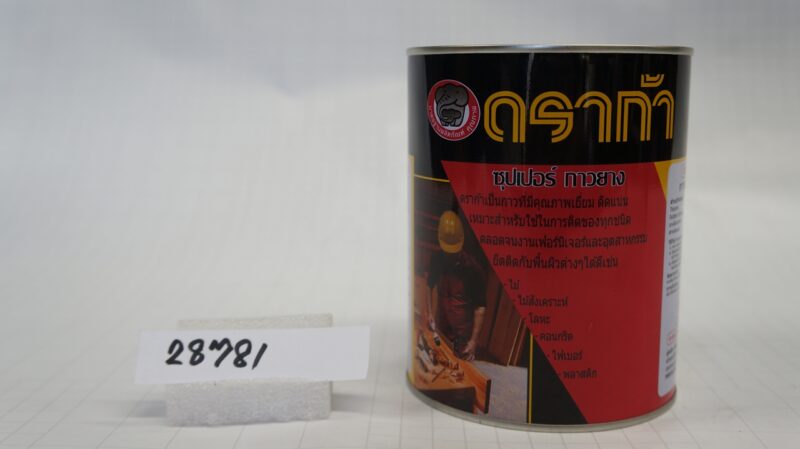 ดราก้า
ซุปเปอร์ กาวยาง
ดราก้าเป็นกาวที่มีคุณภาพเยี่ยม ติดแน่น
เหมาะสำหรับใช้ในการติดของทุกชนิด
ตลอดจนงานเฟอร์นิเจอร์และอุตสาหกรรม
ยึดติดกับพื้นผิวต่างๆได้ดีเช่น
- ไม้
- ไม้สังเคราะห์
- โลหะ
- คอนกรีต
- ไฟเบอร์
- พลาสติก
28781